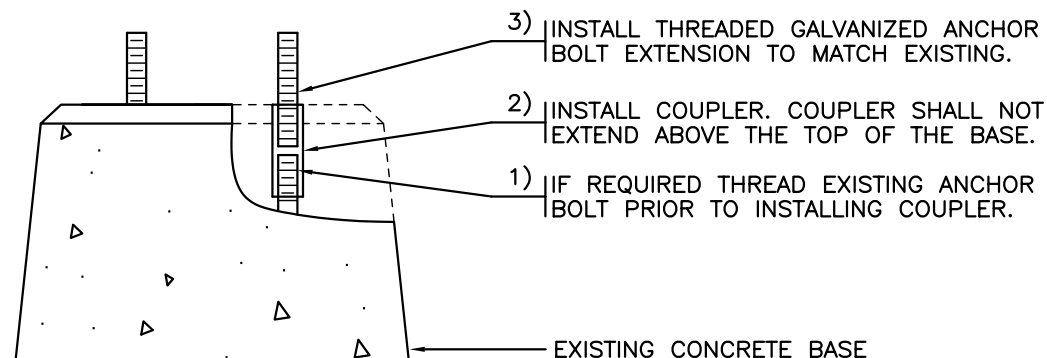 3) INSTALL THREADED GALVANIZED ANCHOR
BOLT EXTENSION TO MATCH EXISTING.
2) INSTALL COUPLER. COUPLER SHALL NOT
EXTEND ABOVE THE TOP OF THE BASE.
1) IF REQUIRED THREAD EXISTING ANCHOR
BOLT PRIOR TO INSTALLING COUPLER.
EXISTING CONCRETE BASE